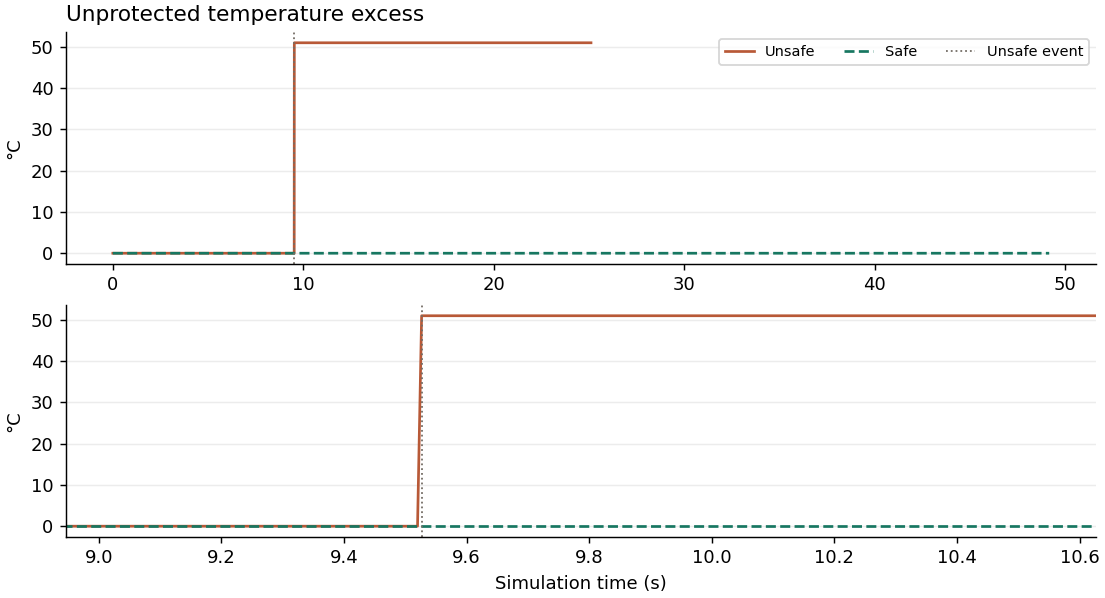 Unprotected temperature excess
Unsafe Safe Unsafe event
°C
50
40
30
20
10
0
0 10 20 30 40 50
°C
50
40
30
20
10
0
9.0 9.2 9.4 9.6 9.8 10.0 10.2 10.4 10.6
Simulation time (s)